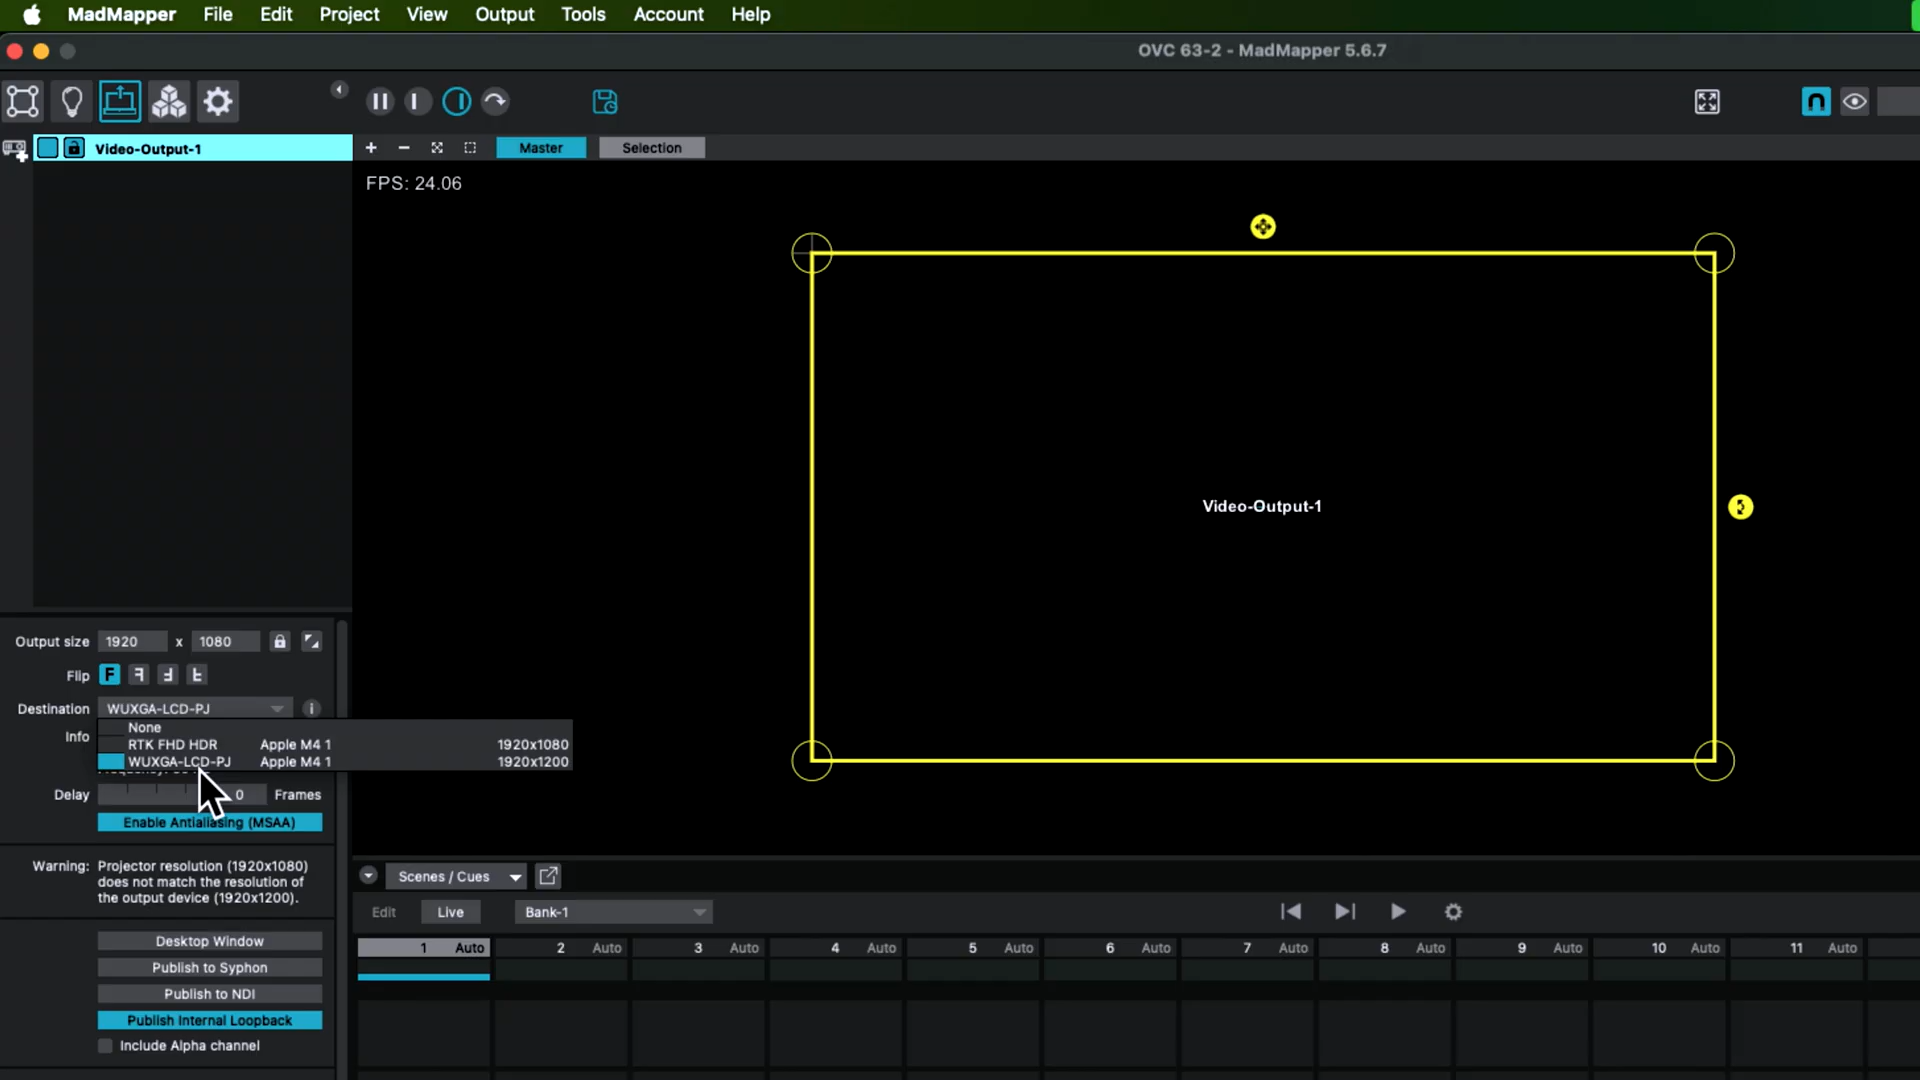 MadMapper File Edit Project View Output Tools Account Help
OVC 63-2 - MadMapper 5.6.7
Video-Output-1
Master Selection
FPS: 24.06
Video-Output-1
Output size 1920 x 1080
Flip F
Destination WUXGA-LCD-PJ
Info
None
RTK FHD HDR Apple M4 1 1920x1080
WUXGA-LCD-PJ Apple M4 1 1920x1200
Delay 0 Frames
Enable Antialiasing (MSAA)
Warning: Projector resolution (1920x1080)
does not match the resolution of
the output device (1920x1200).
Desktop Window
Publish to Syphon
Publish to NDI
Publish Internal Loopback
Include Alpha channel
Scenes / Cues
Edit Live Bank-1
1 Auto 2 Auto 3 Auto 4 Auto 5 Auto 6 Auto 7 Auto 8 Auto 9 Auto 10 Auto 11 Auto